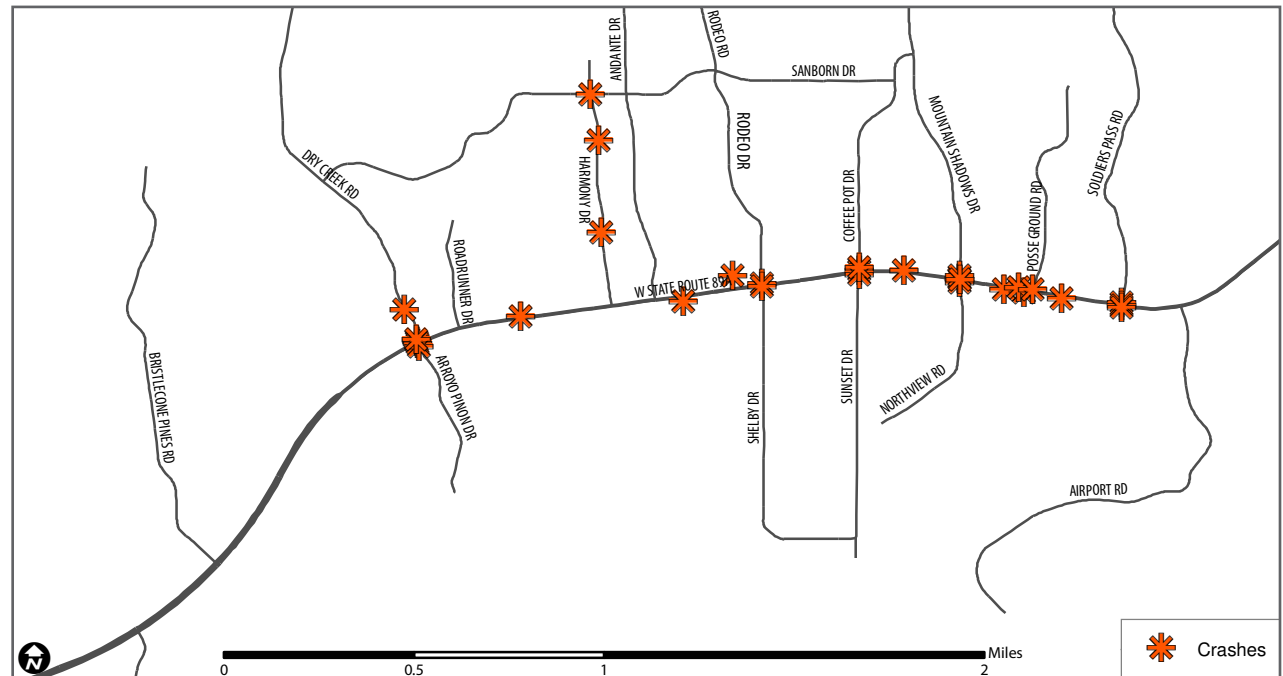 RODEO RD
ANDANTE DR
SANBORN DR
MOUNTAIN SHADOWS DR
SOLDIERS PASS RD
RODEO DR
DRY CREEK RD
HARMONY DR
COFFEE POT DR
POSSE GROUND RD
ROADRUNNER DR
W STATE ROUTE 89
BRISTLECONE PINES RD
ARROYO PINON DR
SHELBY DR
SUNSET DR
NORTHVIEW RD
AIRPORT RD
N
Miles
0
0.5
1
2
Crashes